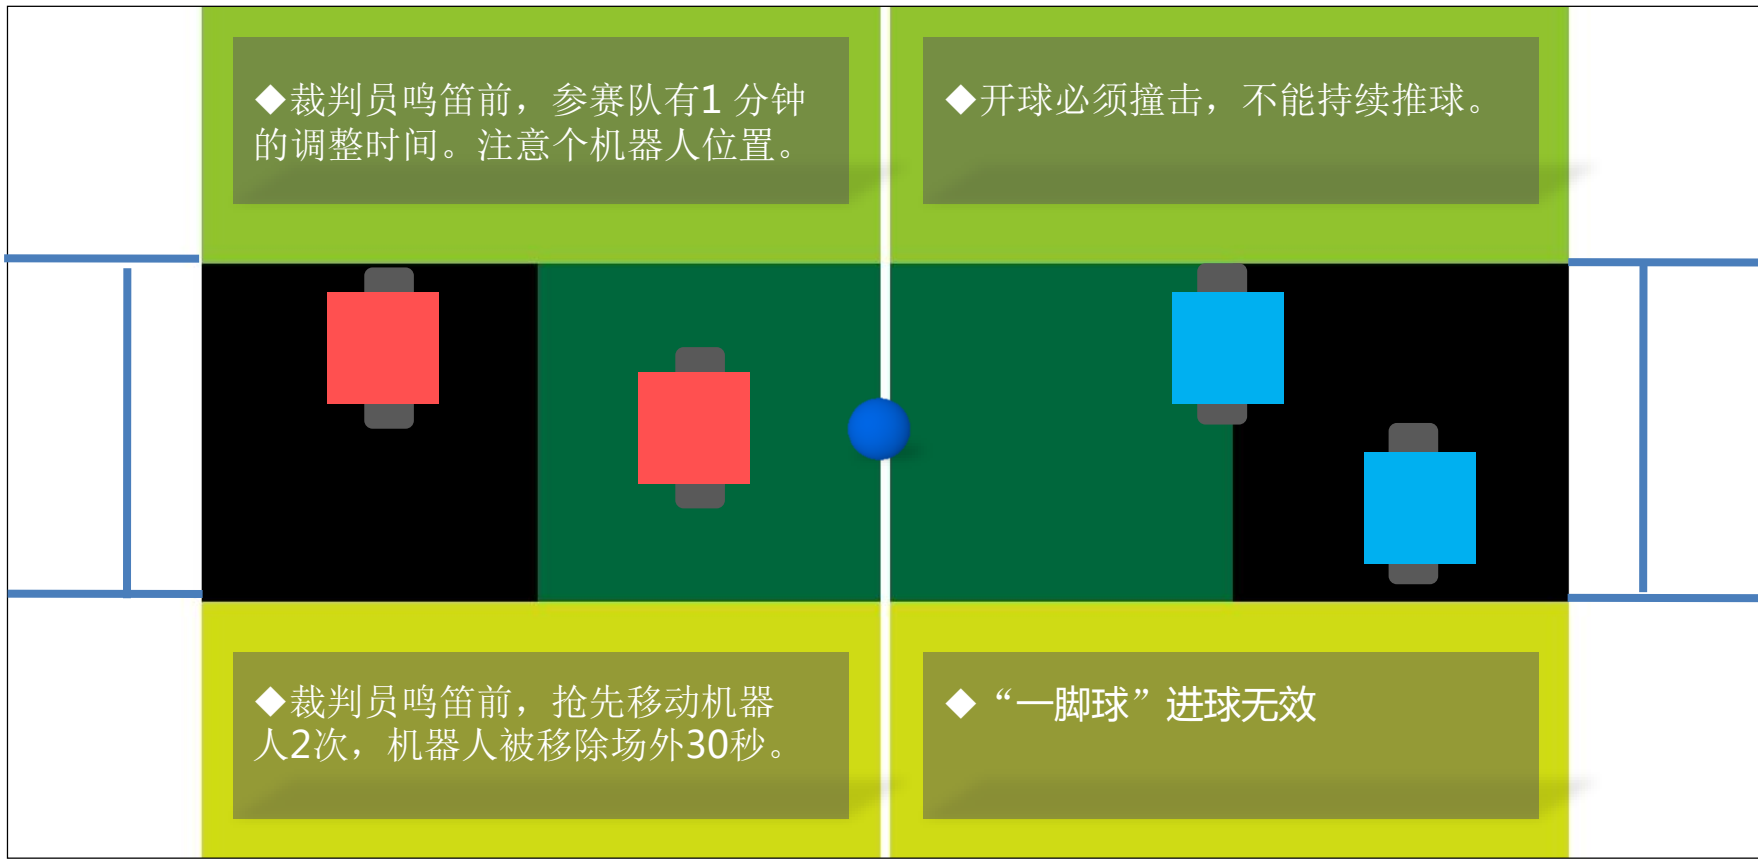 ◆裁判员鸣笛前，参赛队有1 分钟
的调整时间。注意个机器人位置。
◆开球必须撞击，不能持续推球。
◆裁判员鸣笛前，抢先移动机器
人2次，机器人被移除场外30秒。
◆“一脚球”进球无效